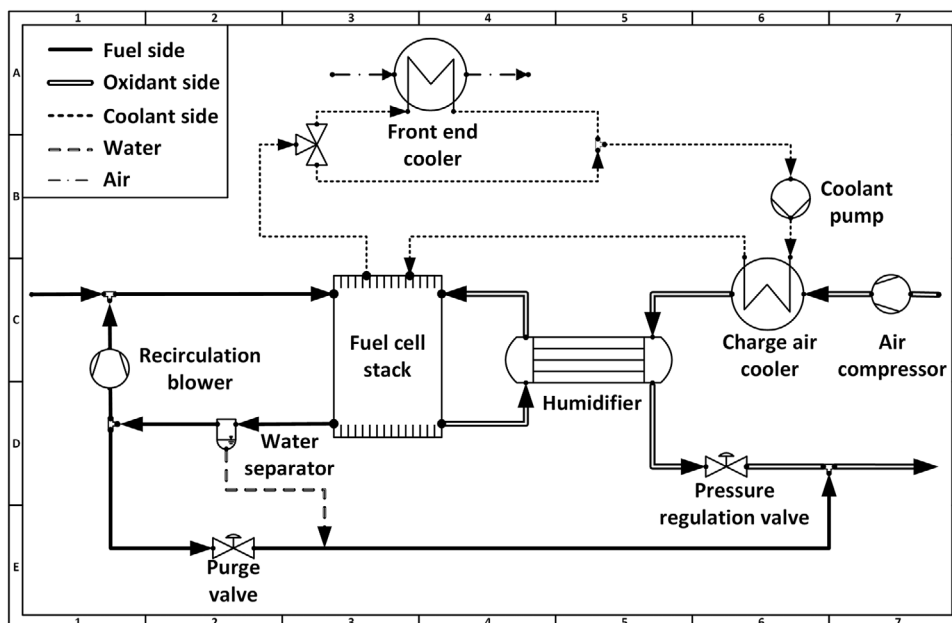 1 2 3 4 5 6 7
A
B
C
D
E
Fuel side
Oxidant side
Coolant side
Water
Air
Front end
cooler
Coolant
pump
Recirculation
blower
Fuel cell
stack
Charge air
cooler
Air
compressor
Humidifier
Water
separator
Pressure
regulation valve
Purge
valve
A
B
C
D
E
1 2 3 4 5 6 7